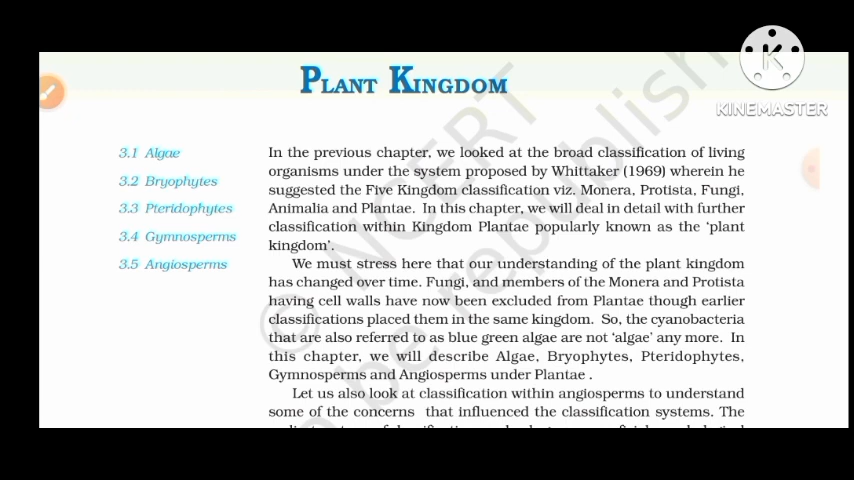 PLANT KINGDOM
KINEMASTER
3.1 Algae
3.2 Bryophytes
3.3 Pteridophytes
3.4 Gymnosperms
3.5 Angiosperms
In the previous chapter, we looked at the broad classification of living
organisms under the system proposed by Whittaker (1969) wherein he
suggested the Five Kingdom classification viz. Monera, Protista, Fungi,
Animalia and Plantae. In this chapter, we will deal in detail with further
classification within Kingdom Plantae popularly known as the ‘plant
kingdom’.
We must stress here that our understanding of the plant kingdom
has changed over time. Fungi, and members of the Monera and Protista
having cell walls have now been excluded from Plantae though earlier
classifications placed them in the same kingdom. So, the cyanobacteria
that are also referred to as blue green algae are not ‘algae’ any more. In
this chapter, we will describe Algae, Bryophytes, Pteridophytes,
Gymnosperms and Angiosperms under Plantae .
Let us also look at classification within angiosperms to understand
some of the concerns that influenced the classification systems. The
© NCERT
be republish